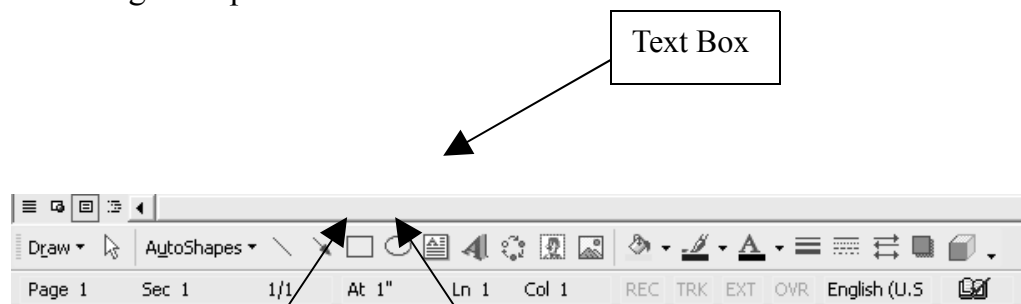 Text Box
Draw AutoShapes A
Page 1 Sec 1 1/1 At 1" Ln 1 Col 1 REC TRK EXT OVR English (U.S